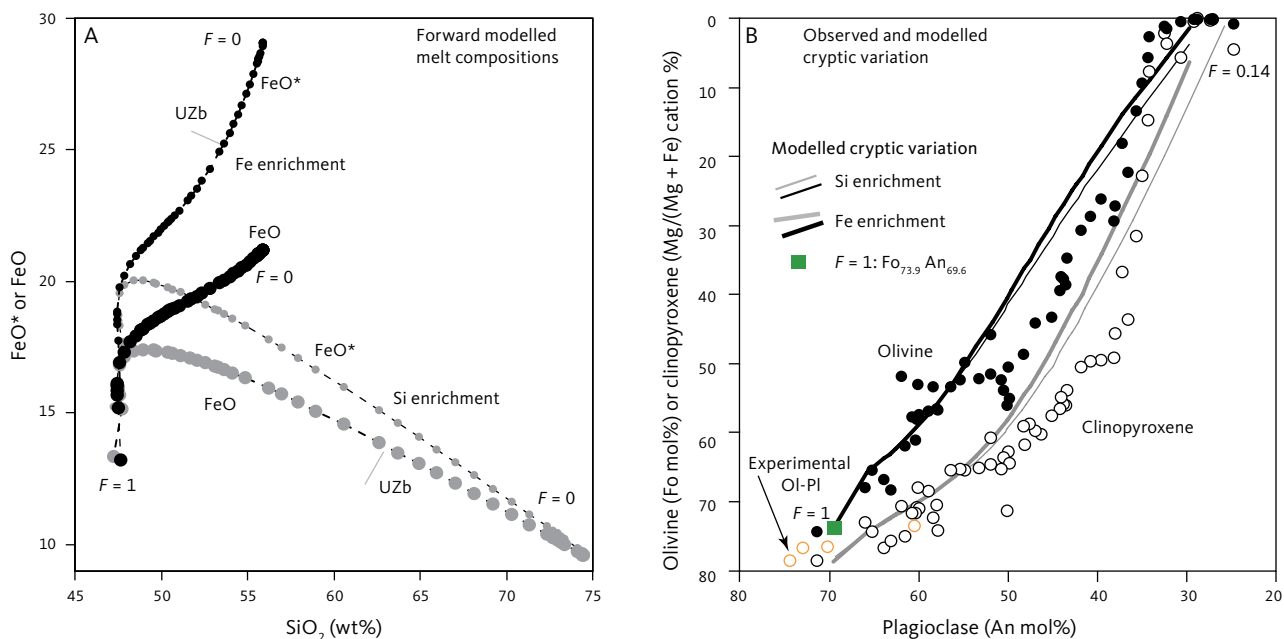 A
Forward modelled
melt compositions
F = 0
FeO*
UZb
Fe enrichment
FeO
F = 0
FeO*
FeO
Si enrichment
UZb
F = 0
F = 1
30
25
20
15
10
45
50
55
60
65
70
75
FeO* or FeO
SiO2 (wt%)
B
Observed and modelled
cryptic variation
F = 0.14
Modelled cryptic variation
Si enrichment
Fe enrichment
F = 1: Fo73.9 An69.6
Olivine
Clinopyroxene
Experimental
Ol-Pl
F = 1
0
10
20
30
40
50
60
70
80
80
70
60
50
40
30
20
Olivine (Fo mol%) or clinopyroxene (Mg/(Mg + Fe) cation %)
Plagioclase (An mol%)